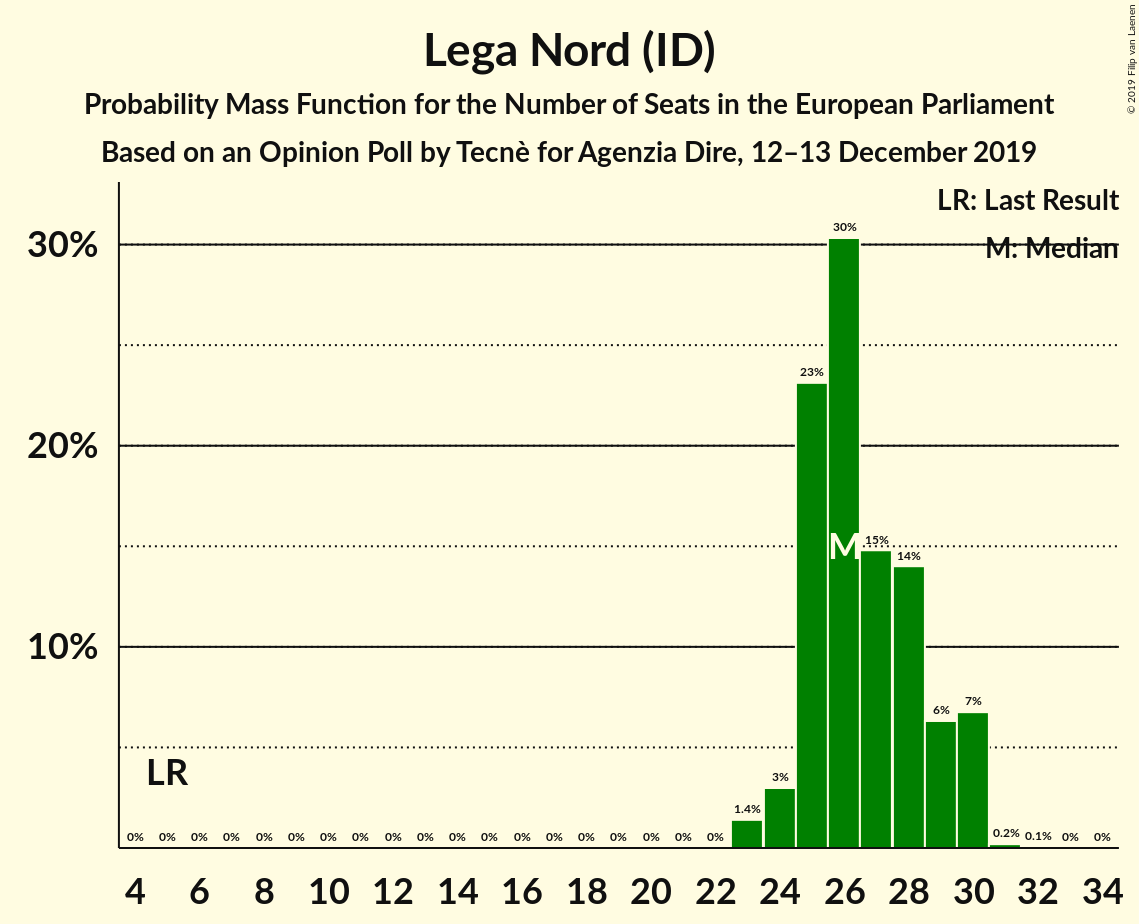 Lega Nord (ID)
Probability Mass Function for the Number of Seats in the European Parliament
Based on an Opinion Poll by Tecnè for Agenzia Dire, 12–13 December 2019
© 2019 Filip van Laenen
LR: Last Result
M: Median
30%
20%
10%
30%
23%
M
15%
14%
6%
7%
3%
1.4%
LR
0% 0% 0% 0% 0% 0% 0% 0% 0% 0% 0% 0% 0% 0% 0% 0% 0% 0% 0% 0.2% 0.1% 0% 0%
4 6 8 10 12 14 16 18 20 22 24 26 28 30 32 34